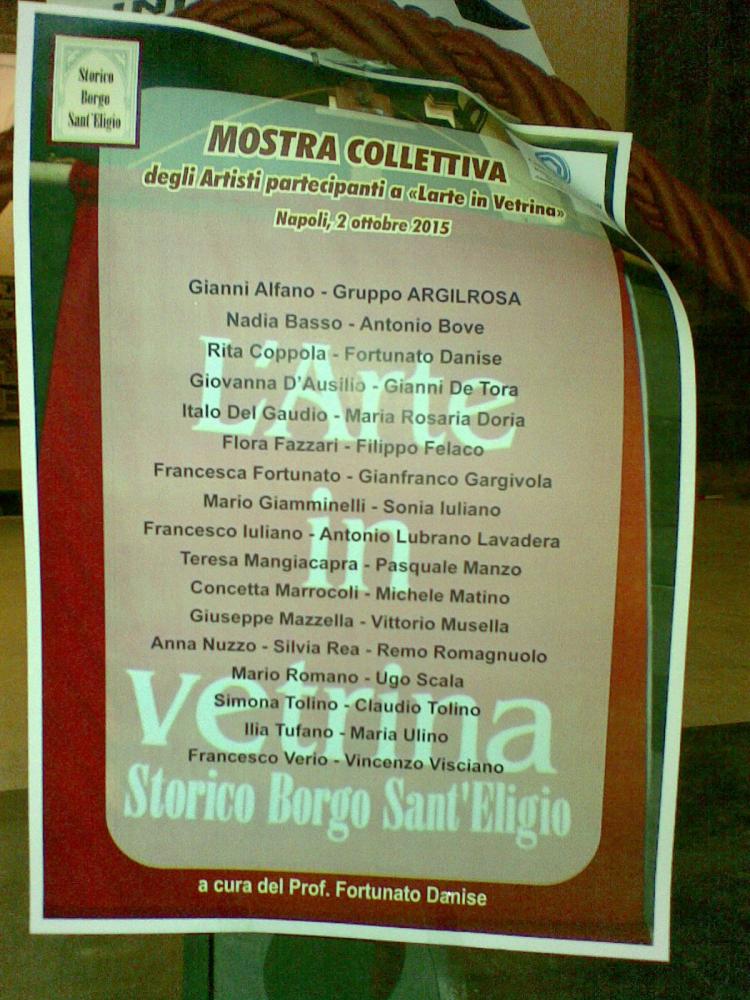 Storico
Borgo
Sant'Eligio
MOSTRA COLLETTIVA
degli Artisti partecipanti a «Larte in Vetrina»
Napoli, 2 ottobre 2015
Gianni Alfano - Gruppo ARGILROSA
Nadia Basso - Antonio Bove
Rita Coppola - Fortunato Danise
Giovanna D'Ausilio - Gianni De Tora
Italo Del Gaudio - Maria Rosaria Doria
Flora Fazzari - Filippo Felaco
Francesca Fortunato - Gianfranco Gargivola
Mario Giamminelli - Sonia Iuliano
Francesco Iuliano - Antonio Lubrano Lavadera
Teresa Mangiacapra - Pasquale Manzo
Concetta Marrocoli - Michele Matino
Giuseppe Mazzella - Vittorio Musella
Anna Nuzzo - Silvia Rea - Remo Romagnuolo
Mario Romano - Ugo Scala
Simona Tolino - Claudio Tolino
Ilia Tufano - Maria Ulino
Francesco Verio - Vincenzo Visciano
L'Arte
in
vetrina
Storico Borgo Sant'Eligio
a cura del Prof. Fortunato Danise